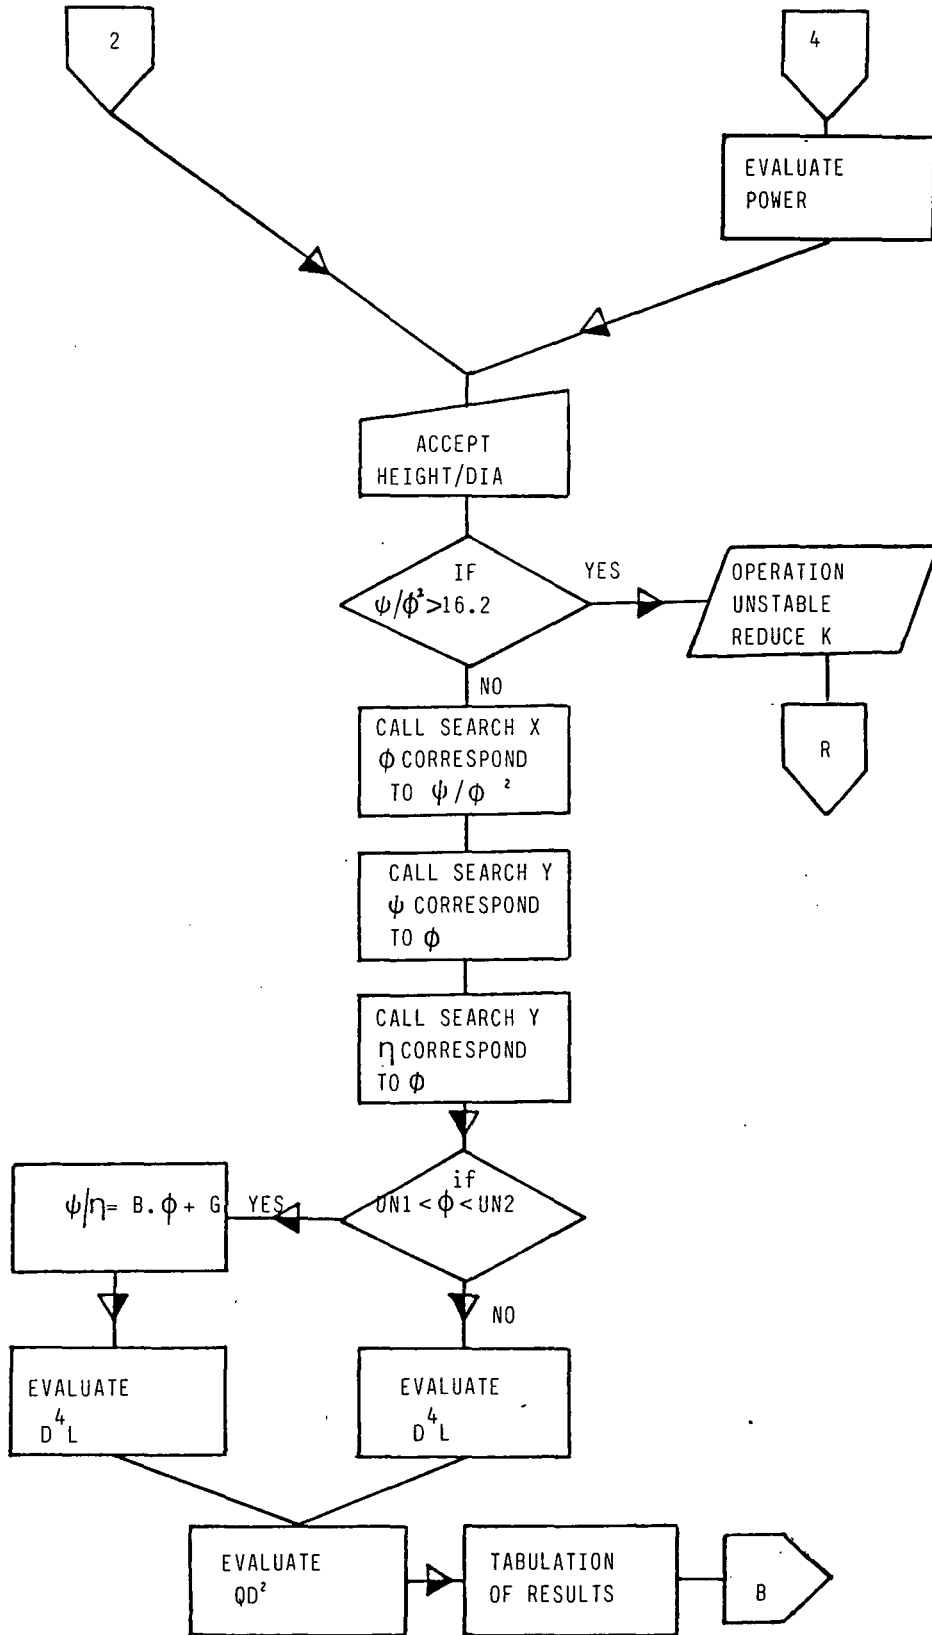 2
4
EVALUATE
POWER
ACCEPT
HEIGHT/DIA
IF
ψ/ϕ²>16.2
YES
OPERATION
UNSTABLE
REDUCE K
NO
R
CALL SEARCH X
ϕ CORRESPOND
TO ψ/ϕ ²
CALL SEARCH Y
ψ CORRESPOND
TO ϕ
CALL SEARCH Y
η CORRESPOND
TO ϕ
if
UN1<ϕ<UN2
YES
ψ/η= B.ϕ+ G
NO
EVALUATE
D⁴L
EVALUATE
D⁴L
EVALUATE
QD²
TABULATION
OF RESULTS
B